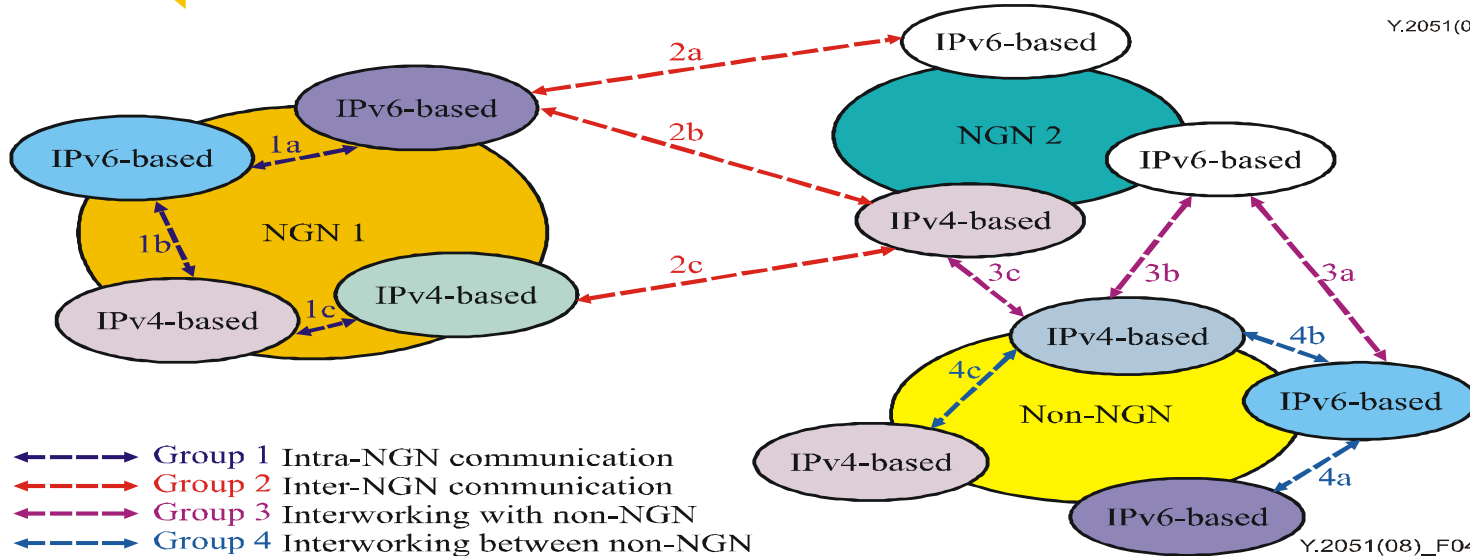 Y.2051(0
IPv6-based
2a
IPv6-based
NGN 2
IPv6-based
1a
2b
IPv6-based
IPv4-based
NGN 1
1b
2c
3c
3b
3a
IPv4-based
IPv4-based
1c
IPv4-based
4b
4c
IPv6-based
Non-NGN
IPv4-based
4a
IPv6-based
Group 1 Intra-NGN communication
Group 2 Inter-NGN communication
Group 3 Interworking with non-NGN
Group 4 Interworking between non-NGN
Y.2051(08)_F04